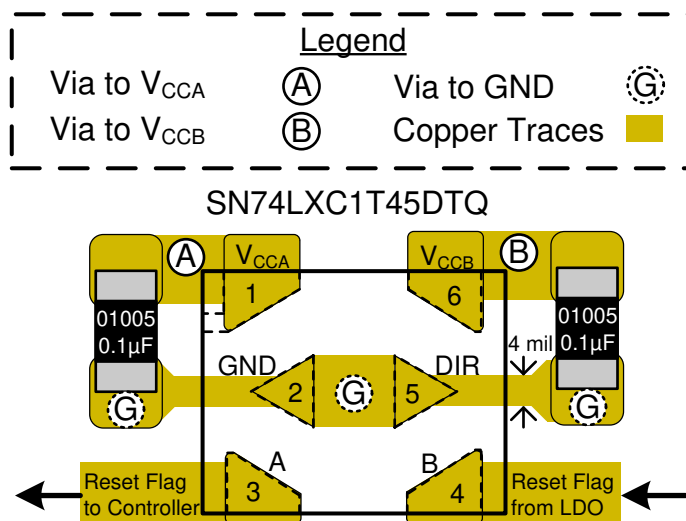 Legend
Via to VCCA A Via to GND G
Via to VCCB B Copper Traces
SN74LXC1T45DTQ
A VCCA VCCB B
1 6
01005 01005
0.1µF 4 mil 0.1µF
GND DIR
G 2 G 5 G
A B
Reset Flag 3 4 Reset Flag
to Controller from LDO